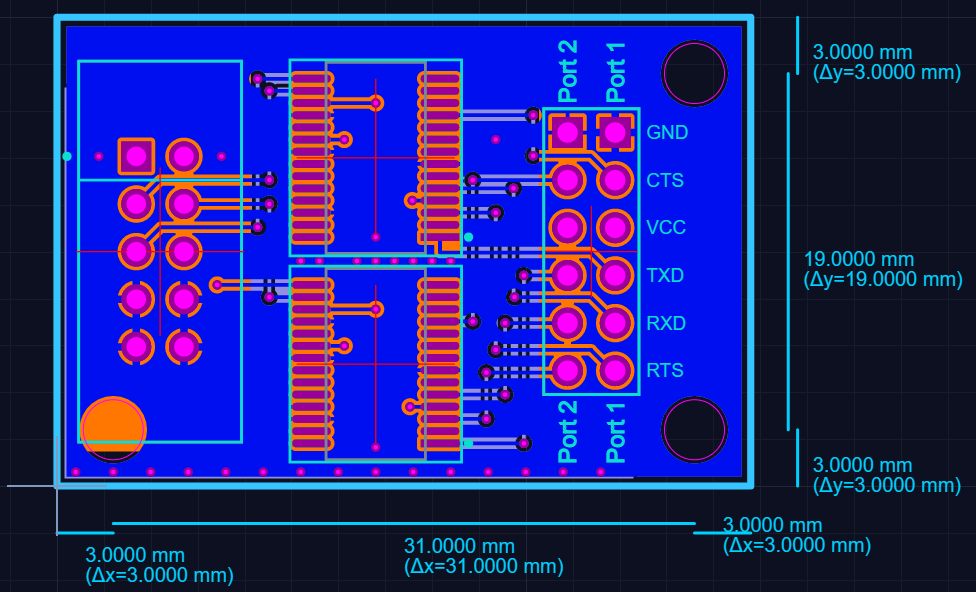 Port 2
Port 1
GND
CTS
VCC
TXD
RXD
RTS
Port 2
Port 1
3.0000 mm
(Δy=3.0000 mm)
19.0000 mm
(Δy=19.0000 mm)
3.0000 mm
(Δy=3.0000 mm)
3.0000 mm
(Δx=3.0000 mm)
31.0000 mm
(Δx=31.0000 mm)
3.0000 mm
(Δx=3.0000 mm)